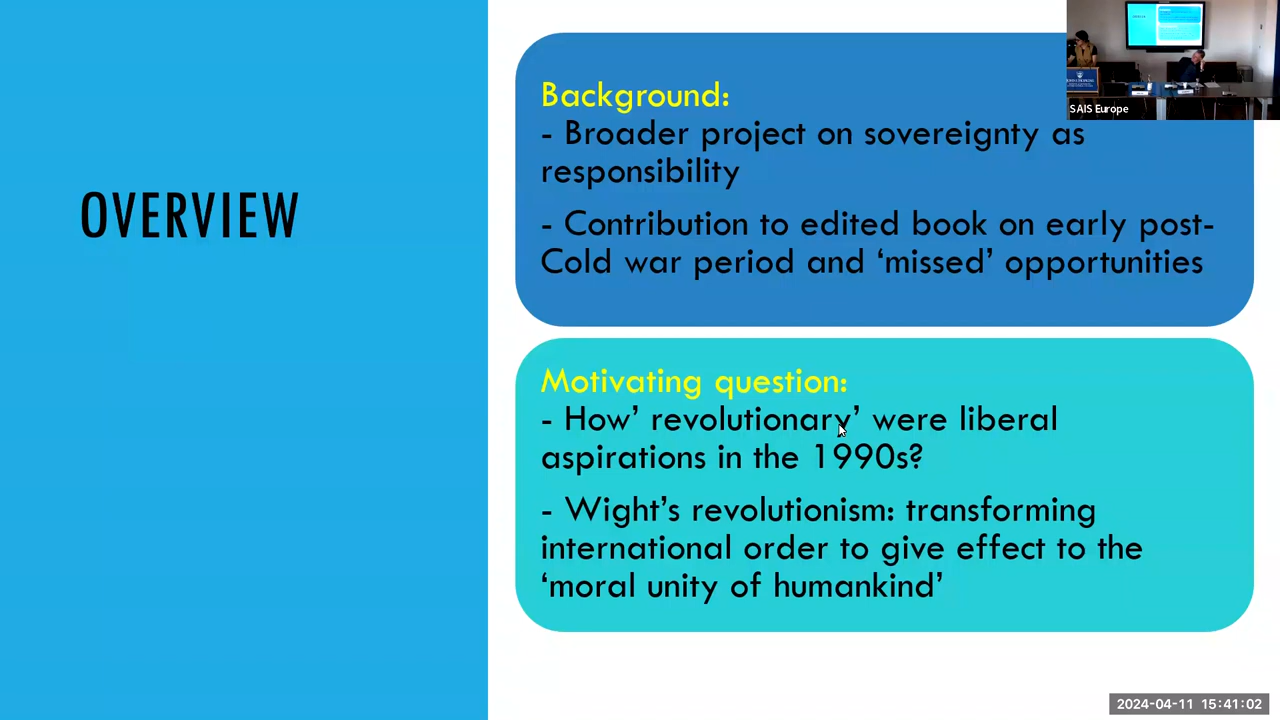 OVERVIEW
Background:
- Broader project on sovereignty as
responsibility
- Contribution to edited book on early post-
Cold war period and ‘missed’ opportunities
Motivating question:
- How’ revolutionary’ were liberal
aspirations in the 1990s?
- Wight’s revolutionism: transforming
international order to give effect to the
‘moral unity of humankind’
SAIS Europe
2024-04-11 15:41:02